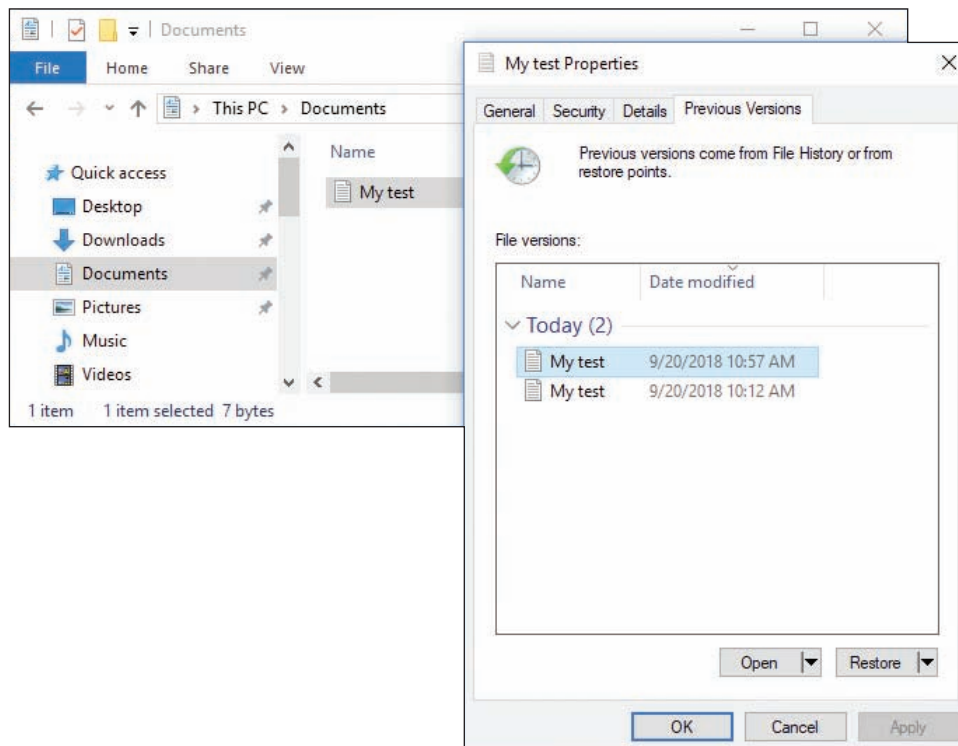 Documents
File Home Share View
This PC > Documents
Quick access
Desktop
Downloads
Documents
Pictures
Music
Videos
Name
My test
1 item 1 item selected 7 bytes
My test Properties
General Security Details Previous Versions
Previous versions come from File History or from
restore points.
File versions:
Name Date modified
Today (2)
My test 9/20/2018 10:57 AM
My test 9/20/2018 10:12 AM
Open Restore
OK Cancel Apply